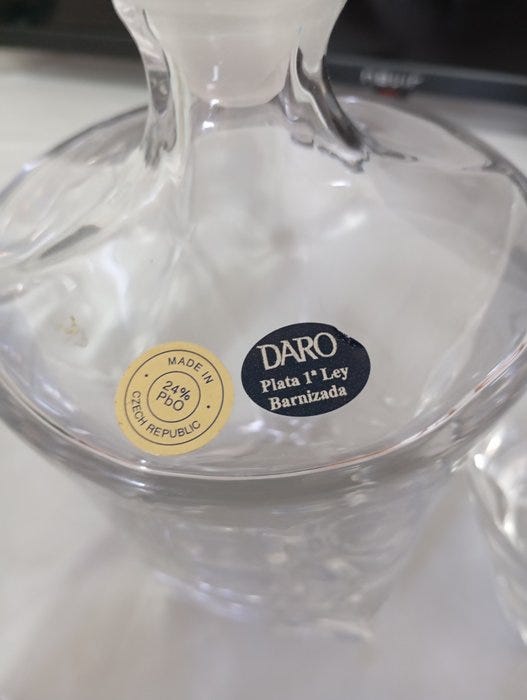 MADE IN
24%
PbO
CZECH REPUBLIC
DARO
Plata 1ª Ley
Barnizada